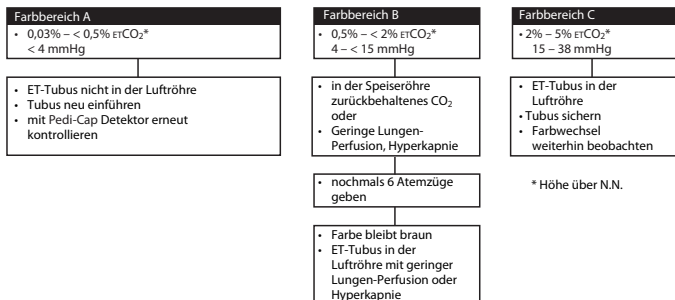 Farbbereich A
• 0,03% – < 0,5% ETCO2*
< 4 mmHg
• ET-Tubus nicht in der Luftröhre
• Tubus neu einführen
• mit Pedi-Cap Detektor erneut
kontrollieren
Farbbereich B
• 0,5% – < 2% ETCO2*
4 – < 15 mmHg
• in der Speiseröhre
zurückbehaltenes CO2
oder
• Geringe Lungen-
Perfusion, Hyperkapnie
• nochmals 6 Atemzüge
geben
• Farbe bleibt braun
• ET-Tubus in der
Luftröhre mit geringer
Lungen-Perfusion oder
Hyperkapnie
Farbbereich C
• 2% – 5% ETCO2*
15 – 38 mmHg
• ET-Tubus in der
Luftröhre
• Tubus sichern
• Farbwechsel
weiterhin beobachten
* Höhe über N.N.